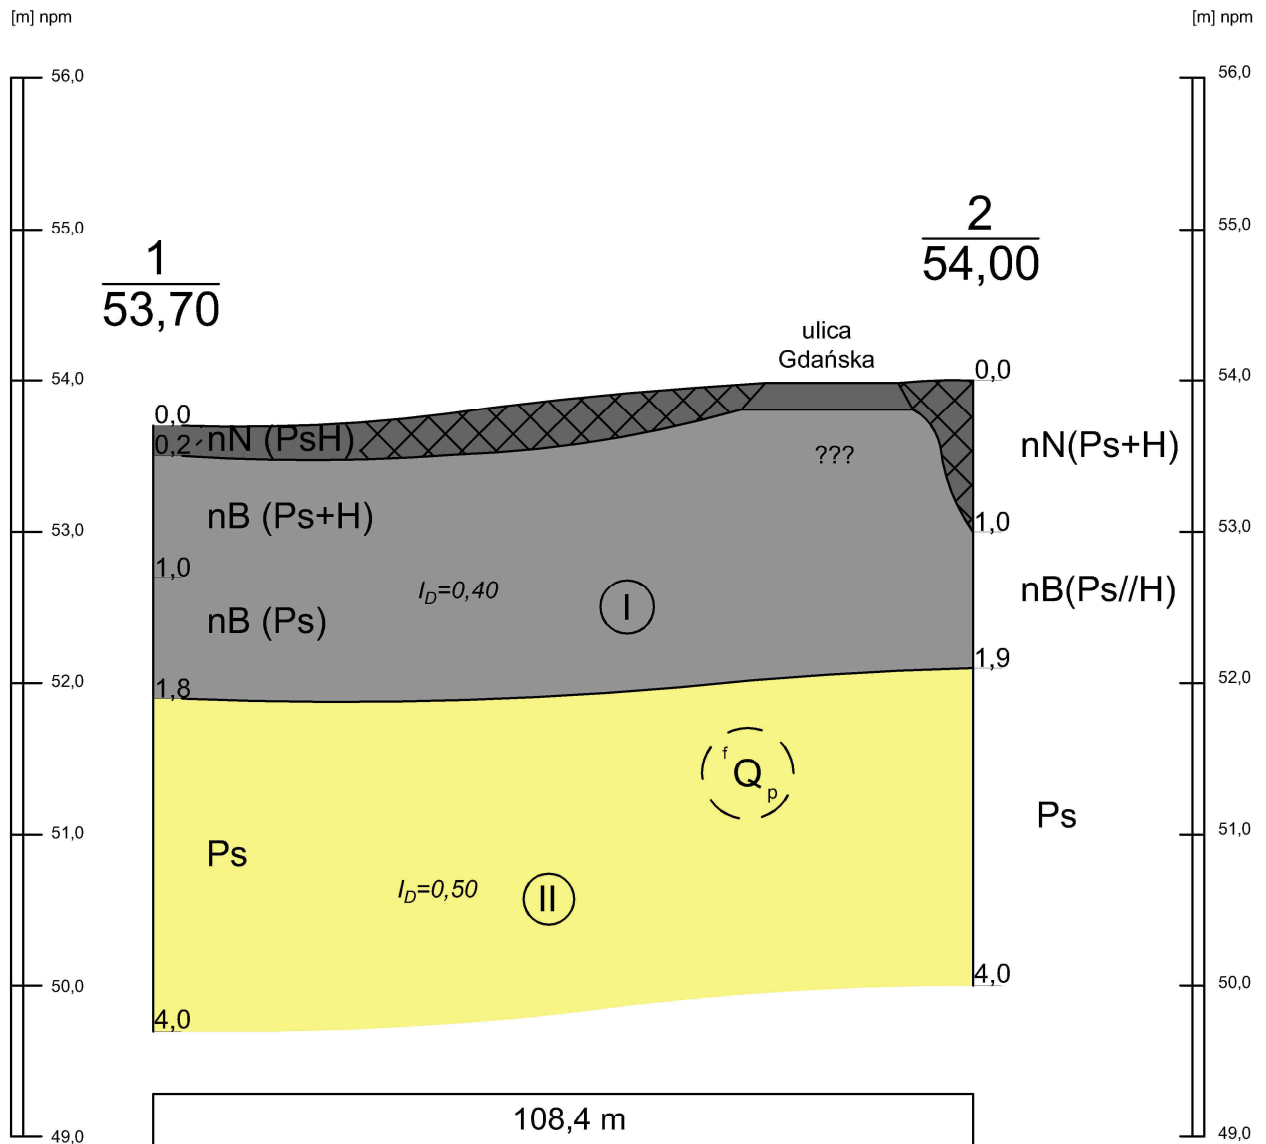 [m] npm
[m] npm
56,0
56,0
55,0
55,0
2
54,00
1
53,70
ulica
Gdańska
54,0
0,0
54,0
0,0
0,2
nN (PsH)
nN(Ps+H)
???
nB (Ps+H)
53,0
1,0
53,0
1,0
I_D=0,40
I
nB(Ps//H)
nB (Ps)
1,9
52,0
1,8
52,0
f Q p
51,0
Ps
51,0
Ps
I_D=0,50
II
50,0
4,0
50,0
4,0
108,4 m
49,0
49,0